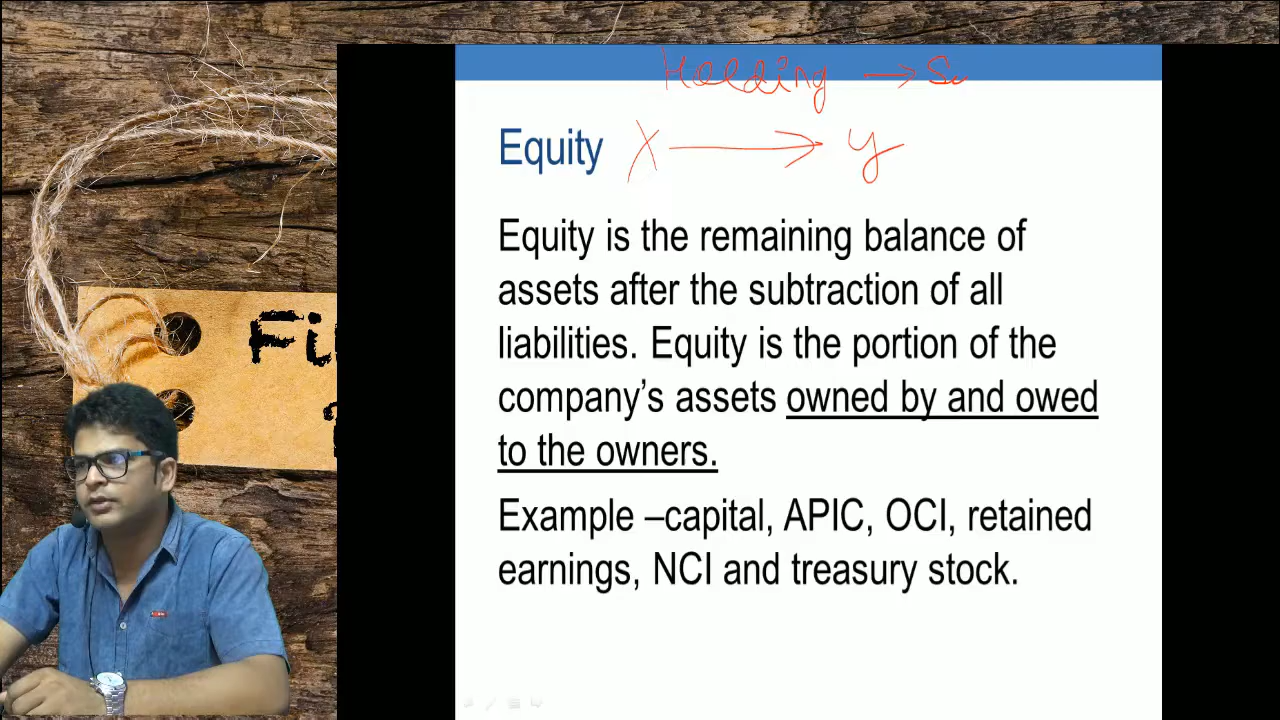 Holding →
Equity X → y
Equity is the remaining balance of
assets after the subtraction of all
liabilities. Equity is the portion of the
company's assets owned by and owed
to the owners.
Example –capital, APIC, OCI, retained
earnings, NCI and treasury stock.